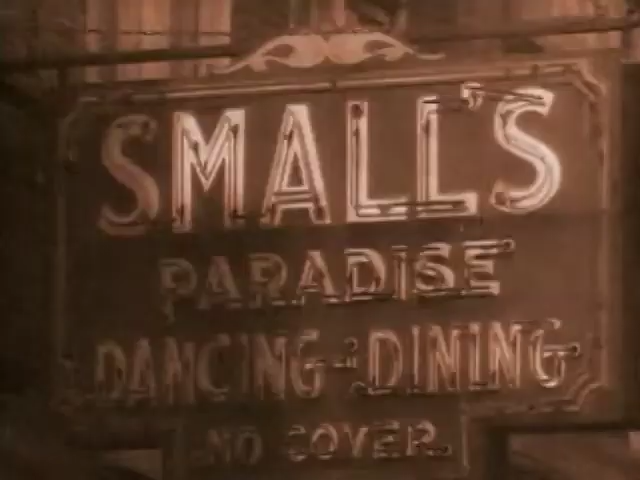 SMALL'S
PARADISE
DANCING - DINING
NO COVER